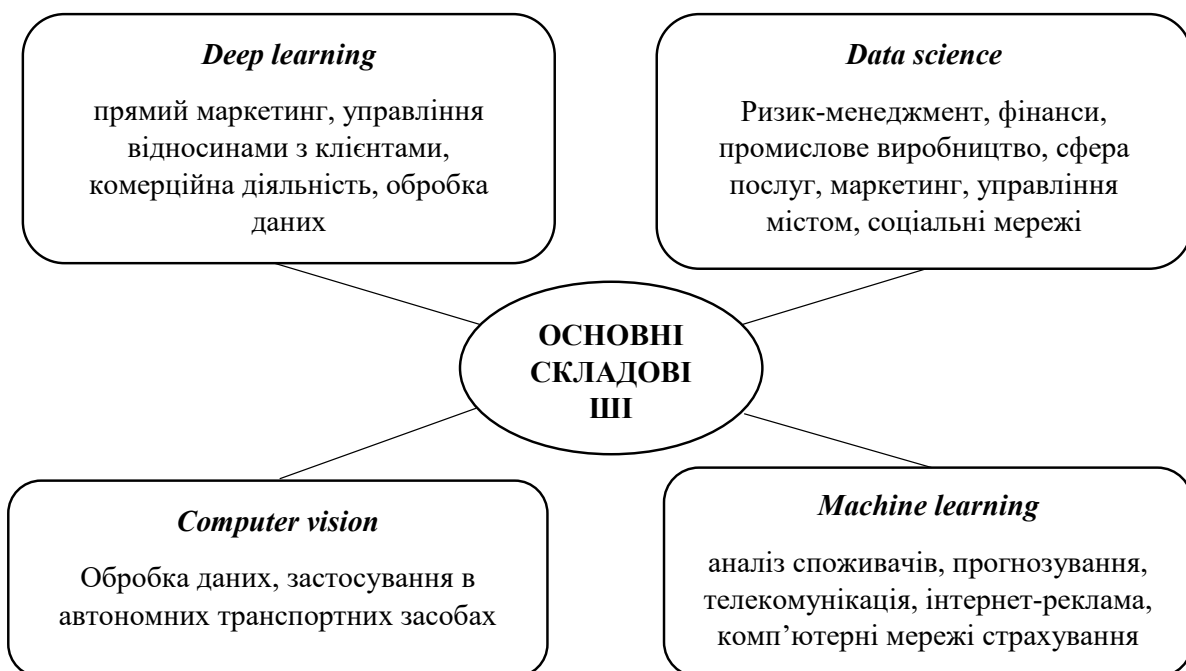 Deep learning
прямий маркетинг, управління
відносинами з клієнтами,
комерційна діяльність, обробка
даних
Data science
Ризик-менеджмент, фінанси,
промислове виробництво, сфера
послуг, маркетинг, управління
містом, соціальні мережі
ОСНОВНІ
СКЛАДОВІ
ШІ
Computer vision
Обробка даних, застосування в
автономних транспортних засобах
Machine learning
аналіз споживачів, прогнозування,
телекомунікація, інтернет-реклама,
комп’ютерні мережі страхування